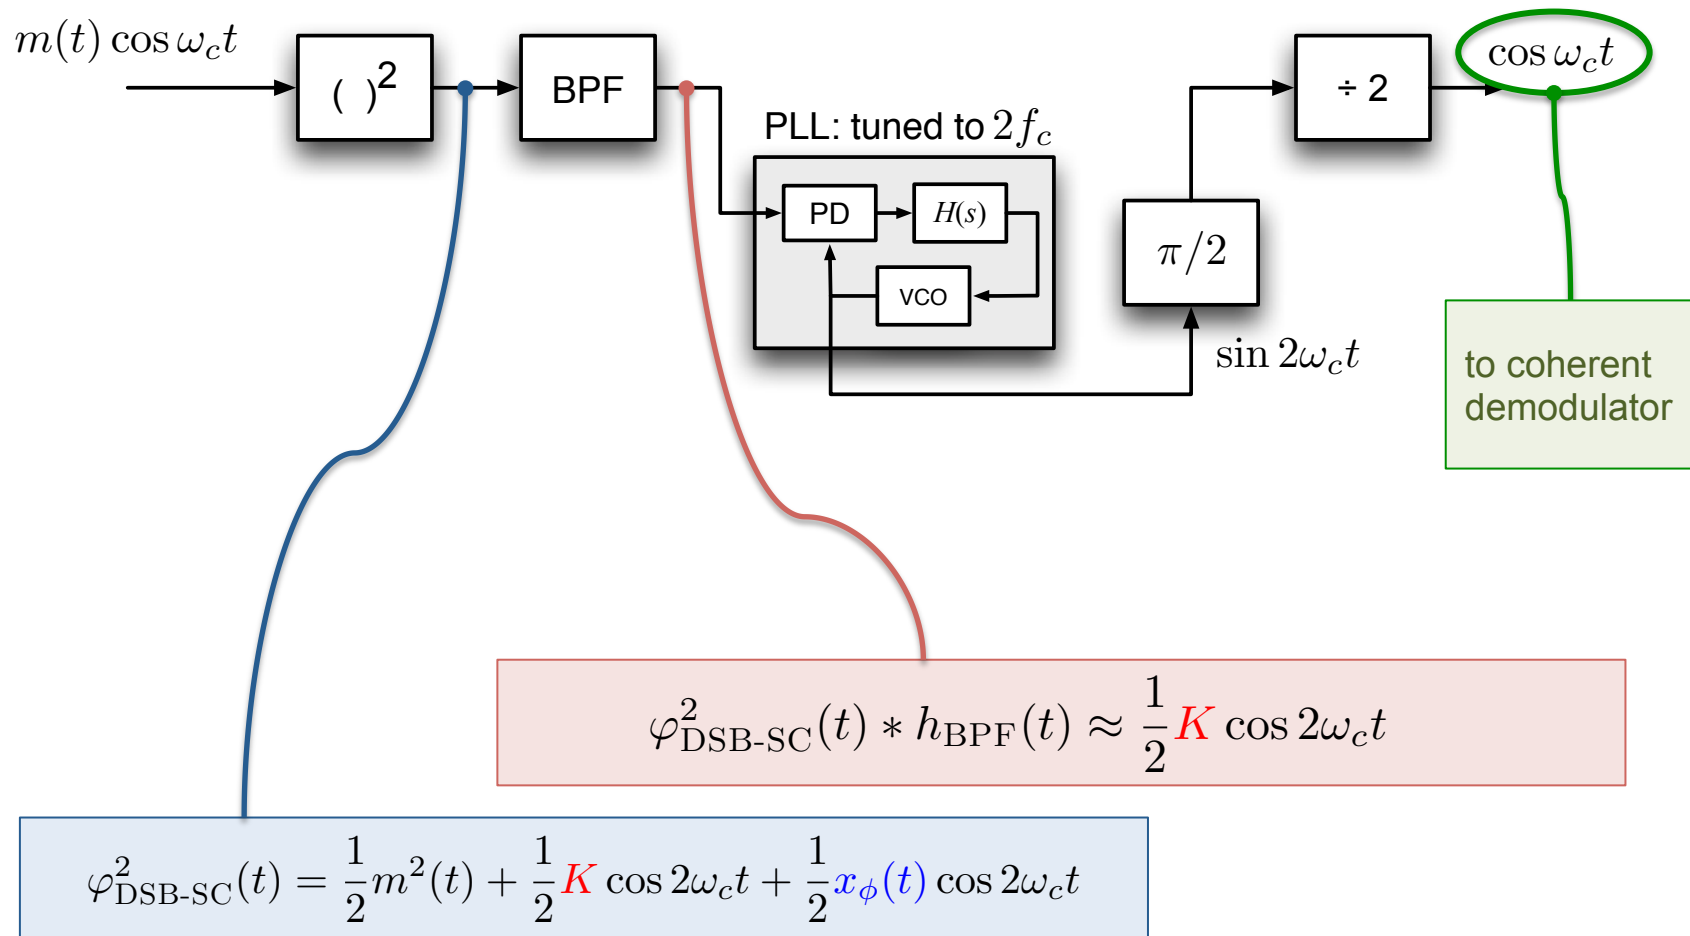 m(t) cos ω_c t
( )²
BPF
PLL: tuned to 2f_c
PD
H(s)
VCO
sin 2ω_c t
π/2
÷ 2
cos ω_c t
to coherent
demodulator
φ²_DSB-SC(t) ∗ h_BPF(t) ≈ 1/2 K cos 2ω_c t
φ²_DSB-SC(t) = 1/2 m²(t) + 1/2 K cos 2ω_c t + 1/2 x_ϕ(t) cos 2ω_c t